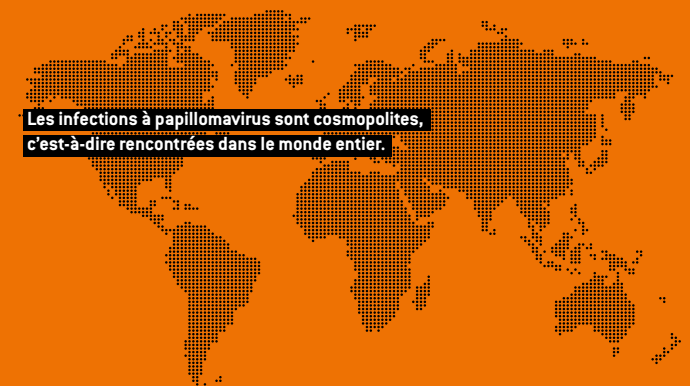 Les infections à papillomavirus sont cosmopolites,
c’est-à-dire rencontrées dans le monde entier.